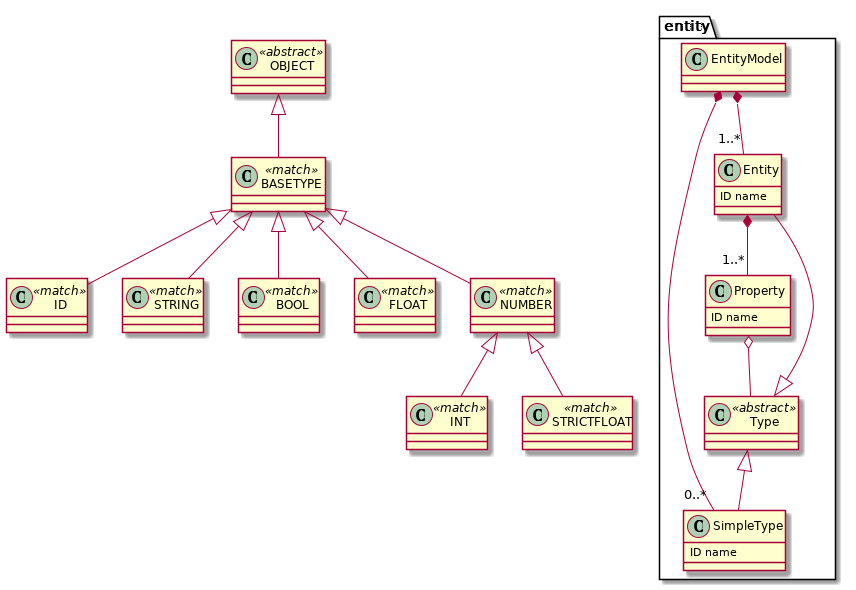 entity
C «abstract» OBJECT
C EntityModel
1..*
C «match» BASETYPE
C Entity
ID name
1..*
C «match» ID
C «match» STRING
C «match» BOOL
C «match» FLOAT
C «match» NUMBER
C Property
ID name
C «match» INT
C «match» STRICTFLOAT
C «abstract» Type
0..*
C SimpleType
ID name